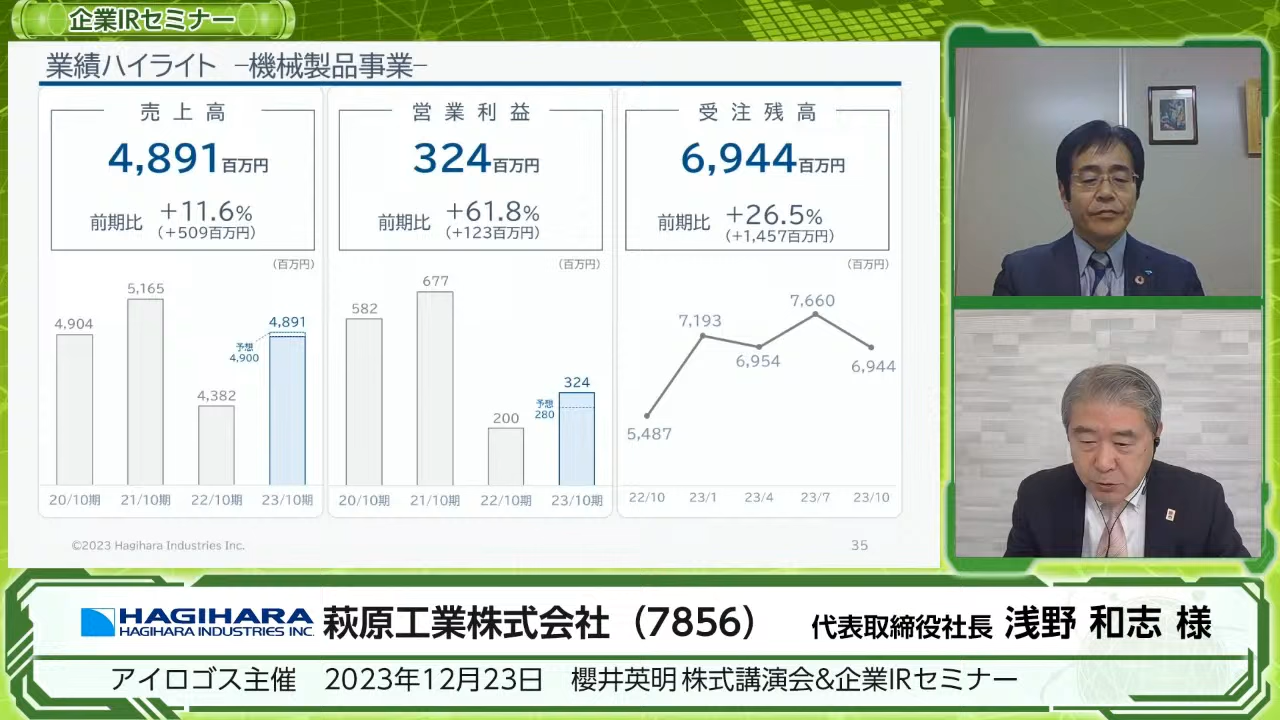 企業IRセミナー
業績ハイライト －機械製品事業－
売上高
4,891百万円
前期比 ＋11.6%
（＋509百万円）
（百万円）
4,904
5,165
4,382
4,891
予想
4,900
20/10期 21/10期 22/10期 23/10期
営業利益
324百万円
前期比 ＋61.8%
（＋123百万円）
（百万円）
582
677
200
324
予想
280
20/10期 21/10期 22/10期 23/10期
受注残高
6,944百万円
前期比 ＋26.5%
（＋1,457百万円）
（百万円）
5,487
7,193
6,954
7,660
6,944
22/10 23/1 23/4 23/7 23/10
©2023 Hagihara Industries Inc.
35
HAGIHARA
HAGIHARA INDUSTRIES INC.
萩原工業株式会社（7856） 代表取締役社長 浅野 和志 様
アイロゴス主催 2023年12月23日 櫻井英明 株式講演会&企業IRセミナー